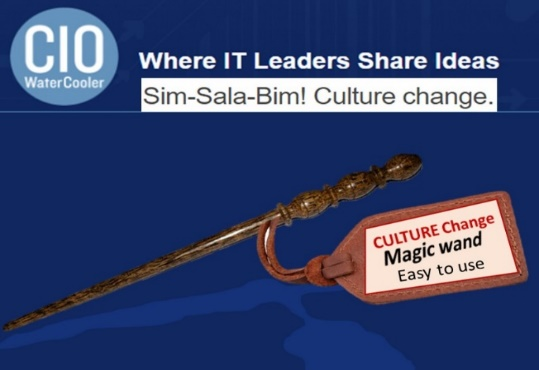 CIO
WaterCooler
Where IT Leaders Share Ideas
Sim-Sala-Bim! Culture change.
CULTURE Change
Magic wand
Easy to use